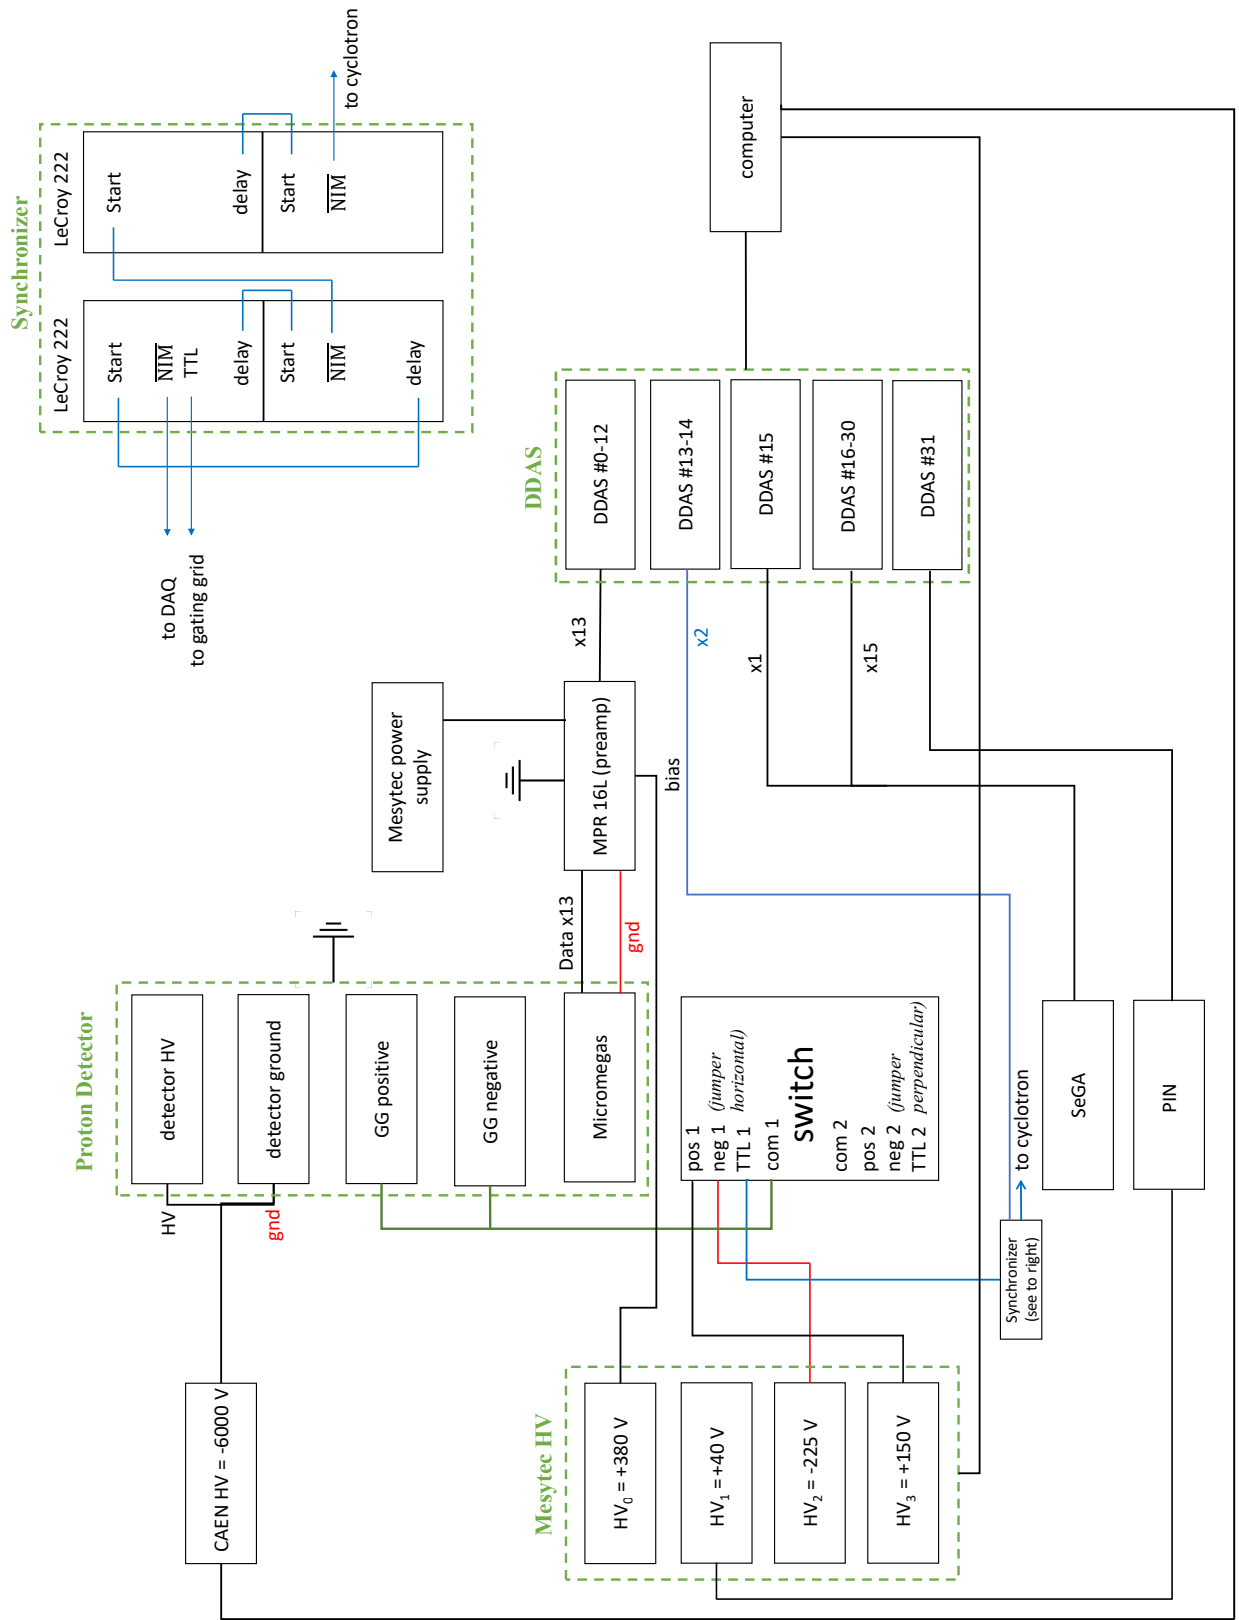 CAEN HV = -6000 V
HV
gnd
Proton Detector
detector HV
detector ground
GG positive
GG negative
Micromegas
Data x13
gnd
Mesytec power
supply
MPR 16L (preamp)
x13
to DAQ
to gating grid
Synchronizer
LeCroy 222
Start
NIM
TTL
delay
Start
NIM
delay
LeCroy 222
Start
delay
Start
NIM
to cyclotron
Mesytec HV
HV0 = +380 V
HV1 = +40 V
HV2 = -225 V
HV3 = +150 V
pos 1
neg 1 (jumper
TTL 1 horizontal)
com 1
switch
com 2
pos 2
neg 2 (jumper
TTL 2 perpendicular)
bias
x2
x1
x15
DDAS
DDAS #0-12
DDAS #13-14
DDAS #15
DDAS #16-30
DDAS #31
computer
Synchronizer
(see to right)
to cyclotron
SeGA
PIN